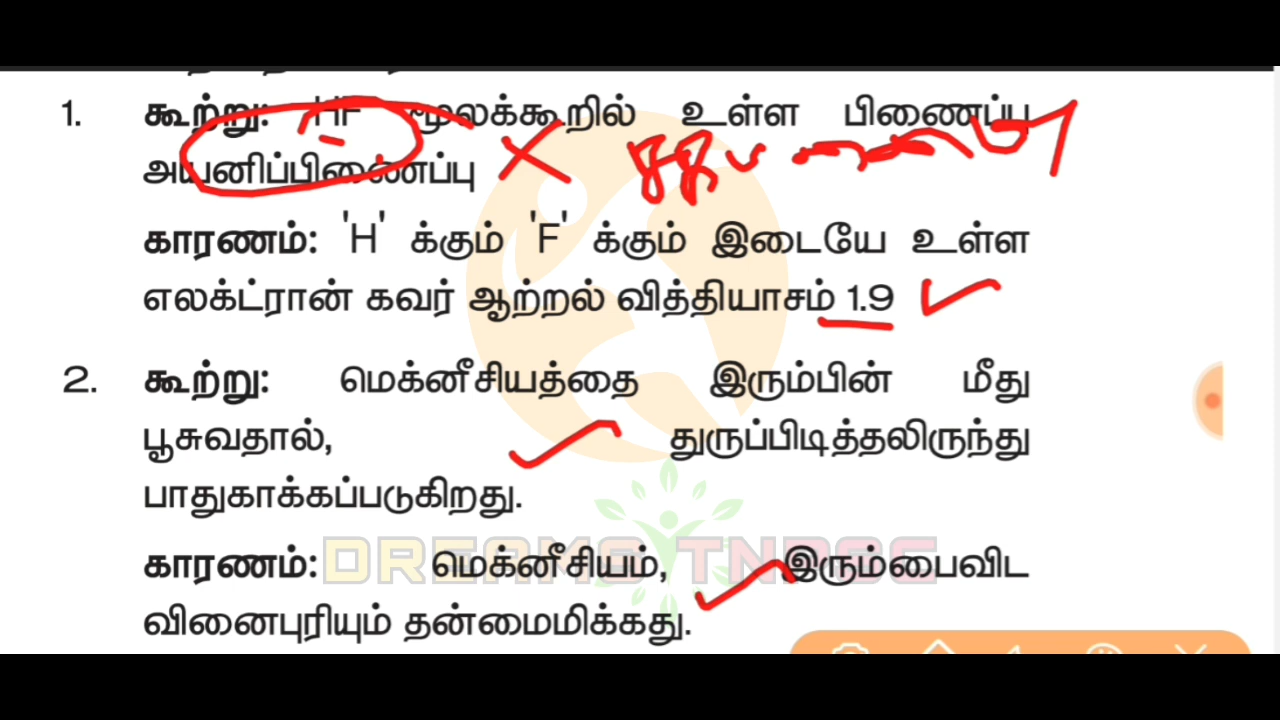 1. கூற்று: 'HF' மூலக்கூறில் உள்ள பிணைப்பு
அயனிப்பிணைப்பு
காரணம்: 'H' க்கும் 'F' க்கும் இடையே உள்ள
எலக்ட்ரான் கவர் ஆற்றல் வித்தியாசம் 1.9
2. கூற்று: மெக்னீசியத்தை இரும்பின் மீது
பூசுவதால், துருப்பிடித்தலிருந்து
பாதுகாக்கப்படுகிறது.
DREAMS TNPSC
காரணம்: மெக்னீசியம், இரும்பைவிட
வினைபுரியும் தன்மைமிக்கது.